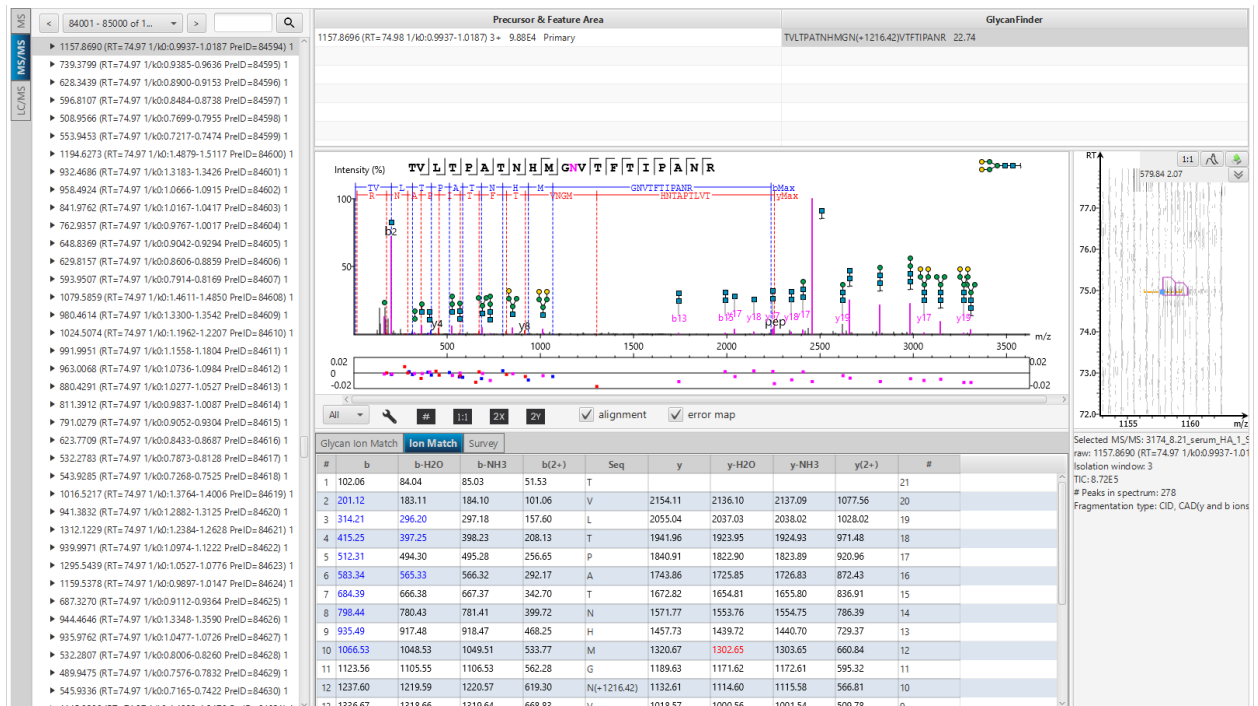 MS
MS/MS
LC/MS
< 84001 - 85000 of 1... >
1157.8690 (RT=74.97 1/k0:0.9937-1.0187 PreID=84594) 1
739.3799 (RT=74.97 1/k0:0.9385-0.9636 PreID=84595) 1
628.3439 (RT=74.97 1/k0:0.8900-0.9153 PreID=84596) 1
596.8107 (RT=74.97 1/k0:0.8484-0.8738 PreID=84597) 1
508.9566 (RT=74.97 1/k0:0.7699-0.7955 PreID=84598) 1
553.9453 (RT=74.97 1/k0:0.7217-0.7474 PreID=84599) 1
1194.6273 (RT=74.97 1/k0:1.4879-1.5117 PreID=84600) 1
932.4686 (RT=74.97 1/k0:1.3183-1.3426 PreID=84601) 1
958.4924 (RT=74.97 1/k0:1.0666-1.0915 PreID=84602) 1
841.9762 (RT=74.97 1/k0:1.0167-1.0417 PreID=84603) 1
762.9357 (RT=74.97 1/k0:0.9767-1.0017 PreID=84604) 1
648.8369 (RT=74.97 1/k0:0.9042-0.9294 PreID=84605) 1
629.8157 (RT=74.97 1/k0:0.8606-0.8859 PreID=84606) 1
593.9507 (RT=74.97 1/k0:0.7914-0.8169 PreID=84607) 1
1079.5859 (RT=74.97 1/k0:1.4611-1.4850 PreID=84608) 1
980.4614 (RT=74.97 1/k0:1.3300-1.3542 PreID=84609) 1
1024.5074 (RT=74.97 1/k0:1.1962-1.2207 PreID=84610) 1
991.9951 (RT=74.97 1/k0:1.1558-1.1804 PreID=84611) 1
963.0068 (RT=74.97 1/k0:1.0736-1.0984 PreID=84612) 1
880.4291 (RT=74.97 1/k0:1.0277-1.0527 PreID=84613) 1
811.3912 (RT=74.97 1/k0:0.9837-1.0087 PreID=84614) 1
791.0279 (RT=74.97 1/k0:0.9052-0.9304 PreID=84615) 1
623.7709 (RT=74.97 1/k0:0.8433-0.8687 PreID=84616) 1
532.2783 (RT=74.97 1/k0:0.7873-0.8128 PreID=84617) 1
543.9285 (RT=74.97 1/k0:0.7268-0.7525 PreID=84618) 1
1016.5217 (RT=74.97 1/k0:1.3764-1.4006 PreID=84619) 1
941.3832 (RT=74.97 1/k0:1.2882-1.3125 PreID=84620) 1
1312.1229 (RT=74.97 1/k0:1.2384-1.2628 PreID=84621) 1
939.9971 (RT=74.97 1/k0:1.0974-1.1222 PreID=84622) 1
1295.5439 (RT=74.97 1/k0:1.0527-1.0776 PreID=84623) 1
1159.5378 (RT=74.97 1/k0:0.9897-1.0147 PreID=84624) 1
687.3270 (RT=74.97 1/k0:0.9112-0.9364 PreID=84625) 1
944.4646 (RT=74.97 1/k0:1.3348-1.3590 PreID=84626) 1
935.9762 (RT=74.97 1/k0:1.0477-1.0726 PreID=84627) 1
532.2807 (RT=74.97 1/k0:0.8006-0.8260 PreID=84628) 1
489.9475 (RT=74.97 1/k0:0.7576-0.7832 PreID=84629) 1
545.9336 (RT=74.97 1/k0:0.7165-0.7422 PreID=84630) 1
Precursor & Feature Area GlycanFinder
1157.8696 (RT=74.98 1/k0:0.9937-1.0187) 3+ 9.88E4 Primary TVLTPATNHMGN(+1216.42)VTFTIPANR 22.74
Intensity (%) TVLTPATNHMGNVTFTIPANR
TV L T P A T N H M GNVTFTIPANR bMax
R N A P I T F T VNGM HNTAPTLVT yMax
100
50
b2 y4 y8 b13 b15 y17 y18 pep y17 y18 y17 y19 y17 y19
500 1000 1500 2000 2500 3000 3500 m/z
0.02 0.02
0
-0.02 -0.02
All # 1:1 2X 2Y alignment error map
Glycan Ion Match Ion Match Survey
# b b-H2O b-NH3 b(2+) Seq y y-H2O y-NH3 y(2+) #
1 102.06 84.04 85.03 51.53 T 21
2 201.12 183.11 184.10 101.06 V 2154.11 2136.10 2137.09 1077.56 20
3 314.21 296.20 297.18 157.60 L 2055.04 2037.03 2038.02 1028.02 19
4 415.25 397.25 398.23 208.13 T 1941.96 1923.95 1924.93 971.48 18
5 512.31 494.30 495.28 256.65 P 1840.91 1822.90 1823.89 920.96 17
6 583.34 565.33 566.32 292.17 A 1743.86 1725.85 1726.83 872.43 16
7 684.39 666.38 667.37 342.70 T 1672.82 1654.81 1655.80 836.91 15
8 798.44 780.43 781.41 399.72 N 1571.77 1553.76 1554.75 786.39 14
9 935.49 917.48 918.47 468.25 H 1457.73 1439.72 1440.70 729.37 13
10 1066.53 1048.53 1049.51 533.77 M 1320.67 1302.65 1303.65 660.84 12
11 1123.56 1105.55 1106.53 562.28 G 1189.63 1171.62 1172.61 595.32 11
12 1237.60 1219.59 1220.57 619.30 N(+1216.42) 1132.61 1114.60 1115.58 566.81 10
RT 1:1
579.84 2.07
77.0
76.0
75.0
74.0
73.0
72.0
1155 1160 m/z
Selected MS/MS: 3174_8.21_serum_HA_1_S
raw: 1157.8690 (RT=74.97 1/k0:0.9937-1.01
Isolation window: 3
TIC: 8.72E5
# Peaks in spectrum: 278
Fragmentation type: CID, CAD(y and b ions